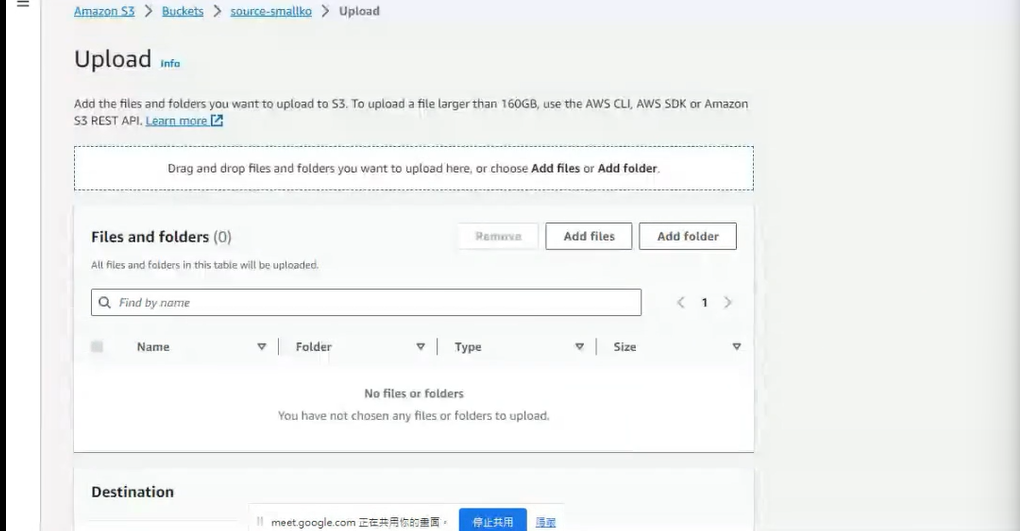 Amazon S3 > Buckets > source-smallko > Upload
Upload Info
Add the files and folders you want to upload to S3. To upload a file larger than 160GB, use the AWS CLI, AWS SDK or Amazon
S3 REST API. Learn more
Drag and drop files and folders you want to upload here, or choose Add files or Add folder.
Files and folders (0)
Remove
Add files
Add folder
All files and folders in this table will be uploaded.
Find by name
1
Name
Folder
Type
Size
No files or folders
You have not chosen any files or folders to upload.
Destination
meet.google.com 正在共用你的畫面。
停止共用
隱藏